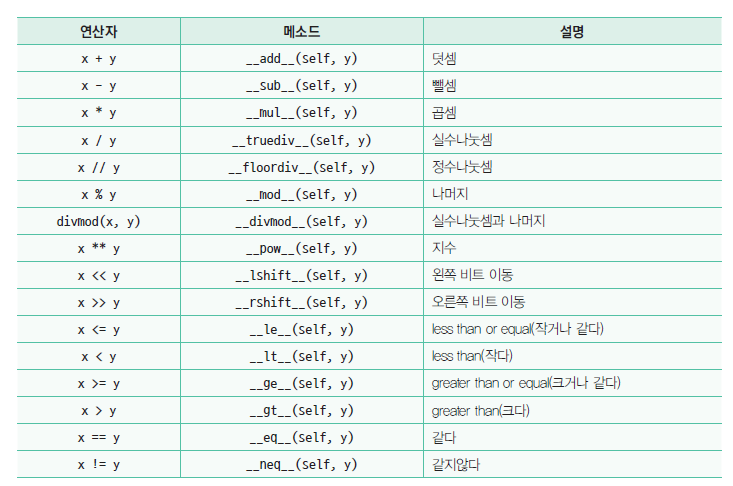 연산자 메소드 설명
x + y __add__(self, y) 덧셈
x - y __sub__(self, y) 뺄셈
x * y __mul__(self, y) 곱셈
x / y __truediv__(self, y) 실수나눗셈
x // y __floordiv__(self, y) 정수나눗셈
x % y __mod__(self, y) 나머지
divmod(x, y) __divmod__(self, y) 실수나눗셈과 나머지
x ** y __pow__(self, y) 지수
x << y __lshift__(self, y) 왼쪽 비트 이동
x >> y __rshift__(self, y) 오른쪽 비트 이동
x <= y __le__(self, y) less than or equal(작거나 같다)
x < y __lt__(self, y) less than(작다)
x >= y __ge__(self, y) greater than or equal(크거나 같다)
x > y __gt__(self, y) greater than(크다)
x == y __eq__(self, y) 같다
x != y __neq__(self, y) 같지않다